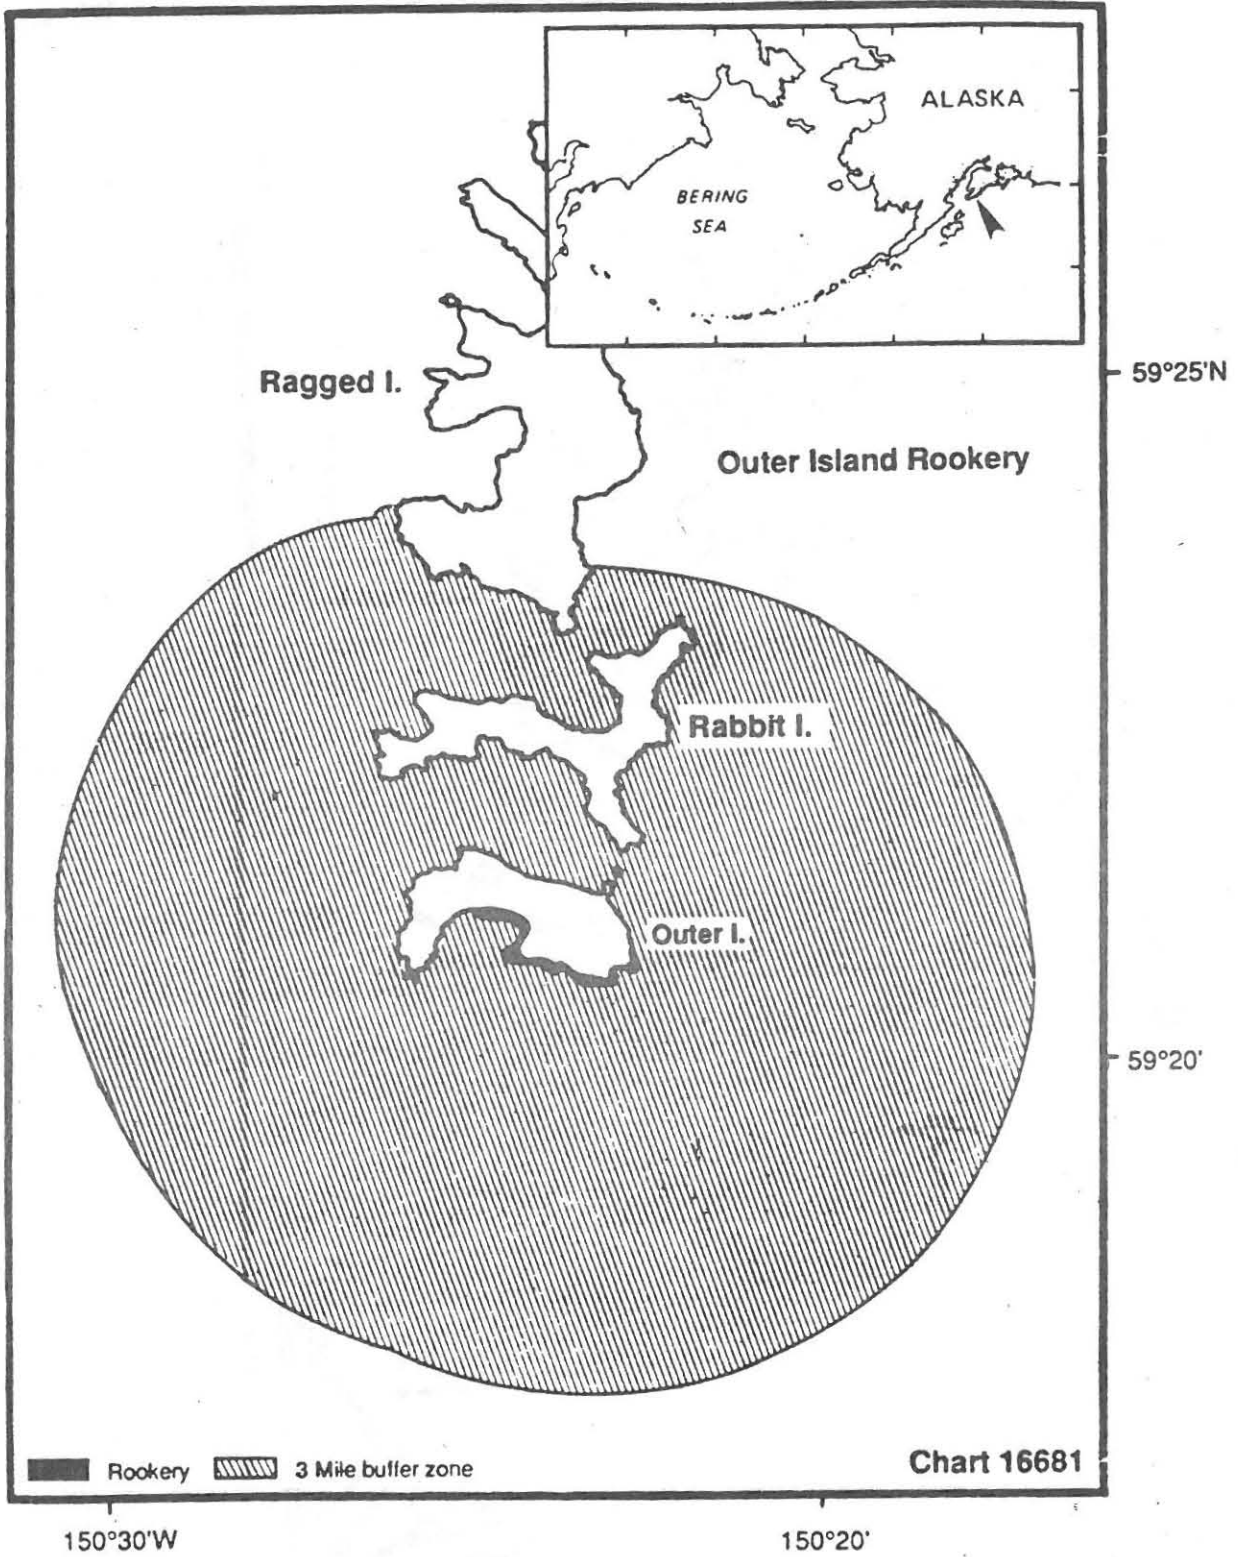 ALASKA
BERING
SEA
Ragged I.
59°25'N
Outer Island Rookery
Rabbit I.
Outer I.
59°20'
Chart 16681
Rookery
3 Mile buffer zone
150°30'W
150°20'